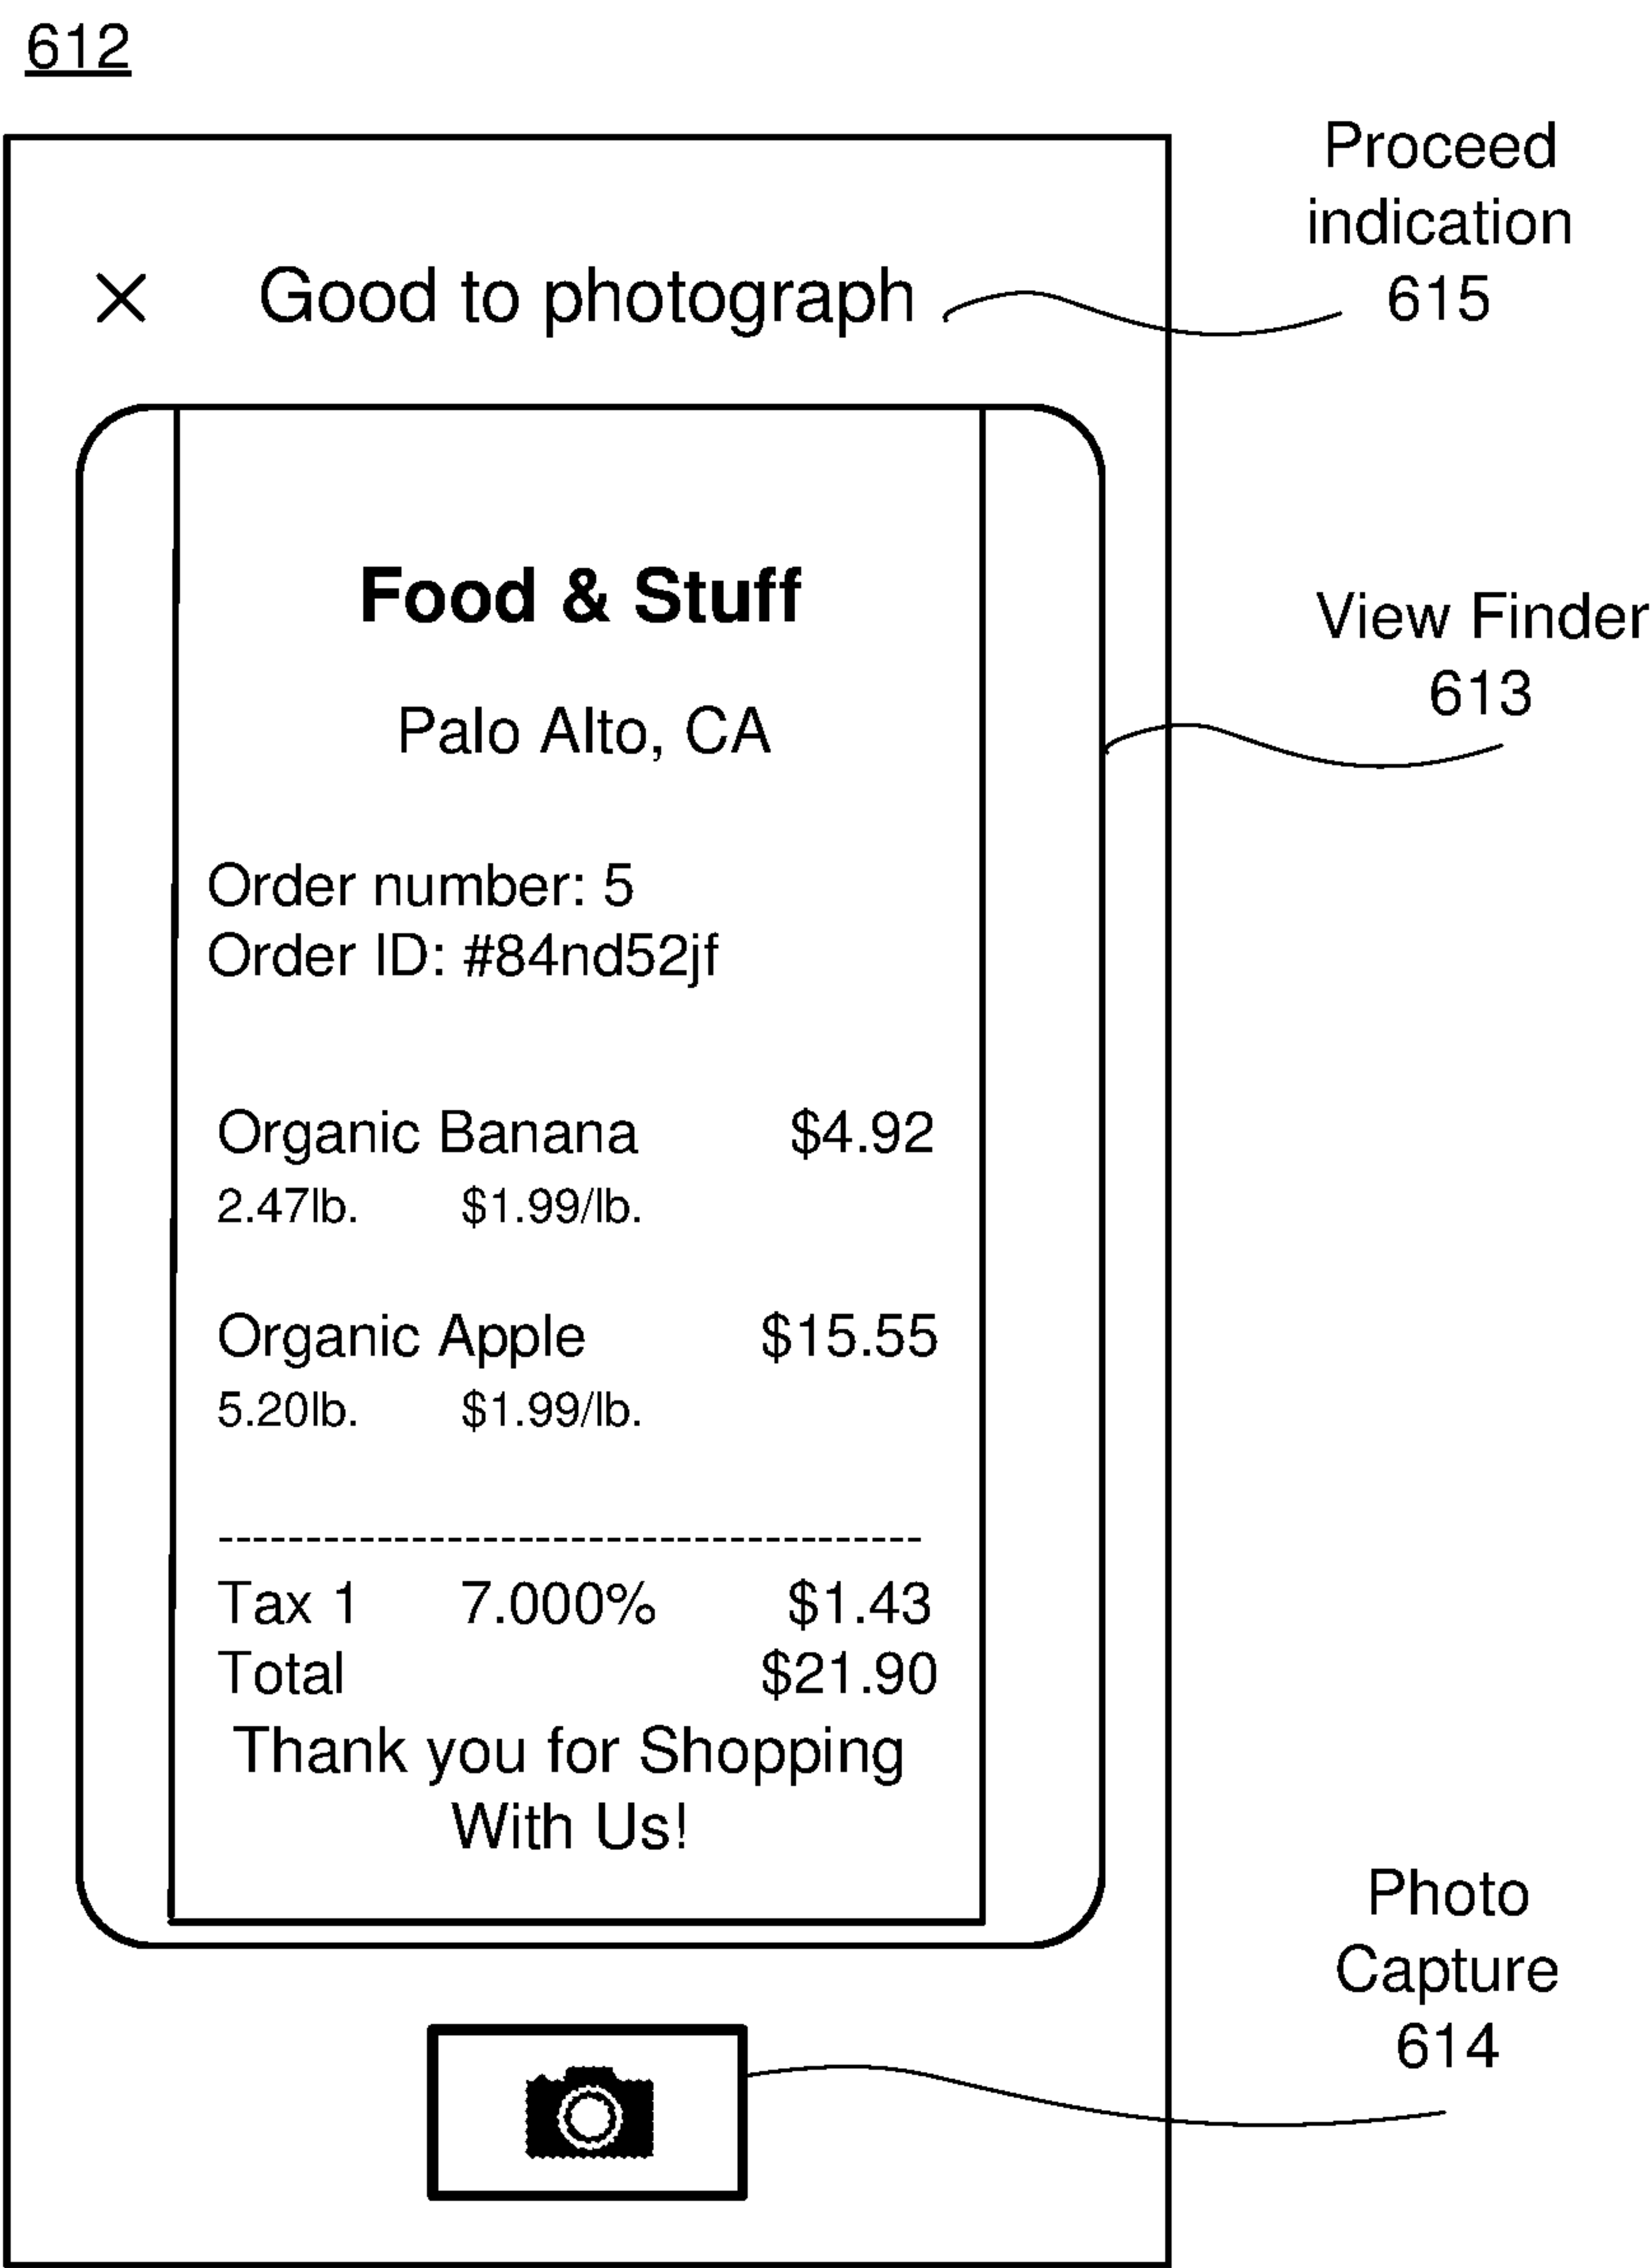 612
Proceed
indication
615
× Good to photograph
Food & Stuff
Palo Alto, CA
View Finder
613
Order number: 5
Order ID: #84nd52jf
Organic Banana $4.92
2.47lb. $1.99/lb.
Organic Apple $15.55
5.20lb. $1.99/lb.
----------------------------------------
Tax 1 7.000% $1.43
Total $21.90
Thank you for Shopping
With Us!
Photo
Capture
614